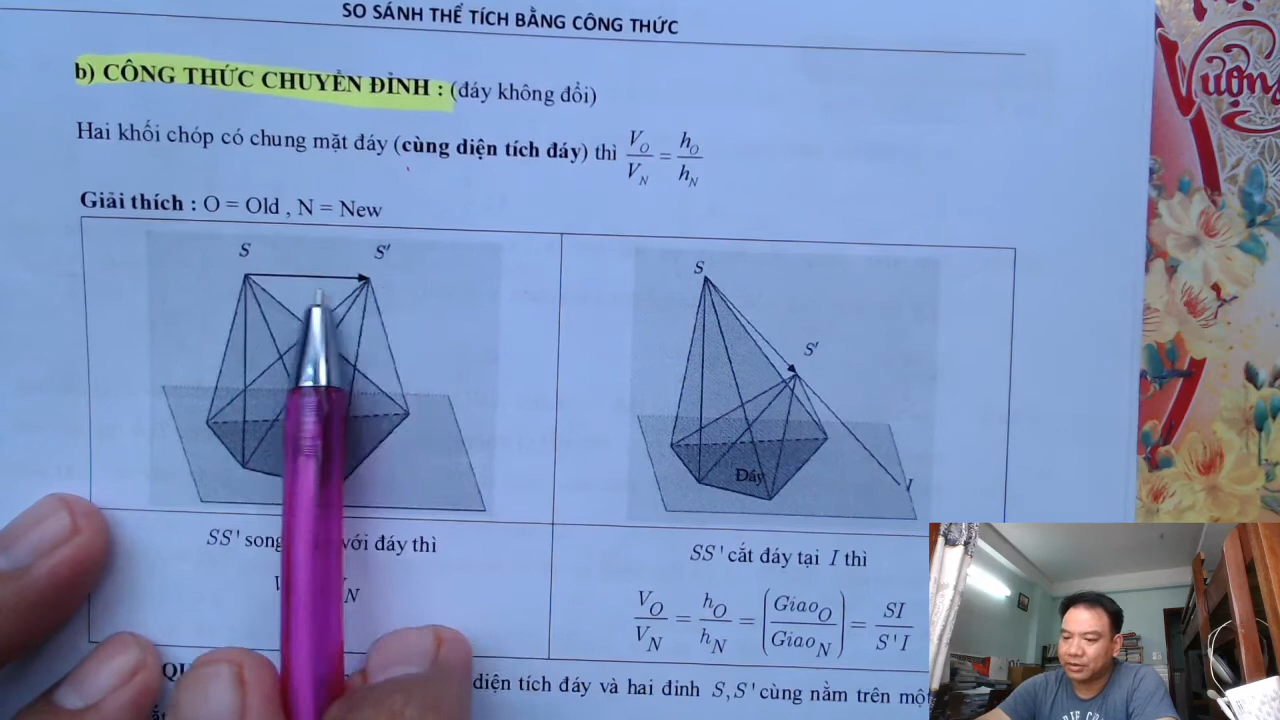 SO SÁNH THỂ TÍCH BẰNG CÔNG THỨC
b) CÔNG THỨC CHUYỂN ĐỈNH : (đáy không đổi)
Hai khối chóp có chung mặt đáy (cùng diện tích đáy) thì V_O/V_N = h_O/h_N
Giải thích : O = Old , N = New
S S'
SS' song với đáy thì
V N
S
S'
Đáy
I
SS' cắt đáy tại I thì
V_O/V_N = h_O/h_N = (Giao_O/Giao_N) = SI/S'I
QU diện tích đáy và hai đỉnh S,S' cùng nằm trên một
Vượng